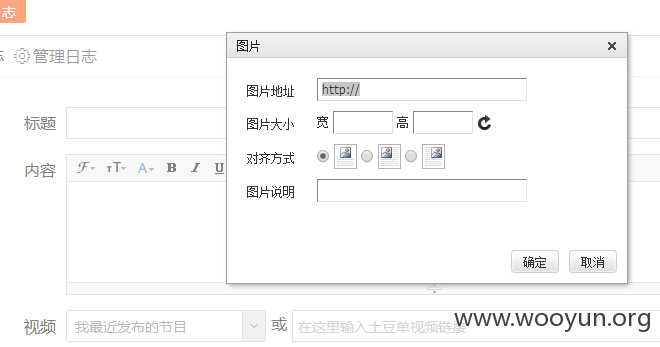 志
图片
志 管理日志
图片地址 http://
标题
图片大小 宽 高
对齐方式
内容
图片说明
确定 取消
视频 我最近发布的节目 或 在这里输入土豆单视频链接
www.wooyun.org